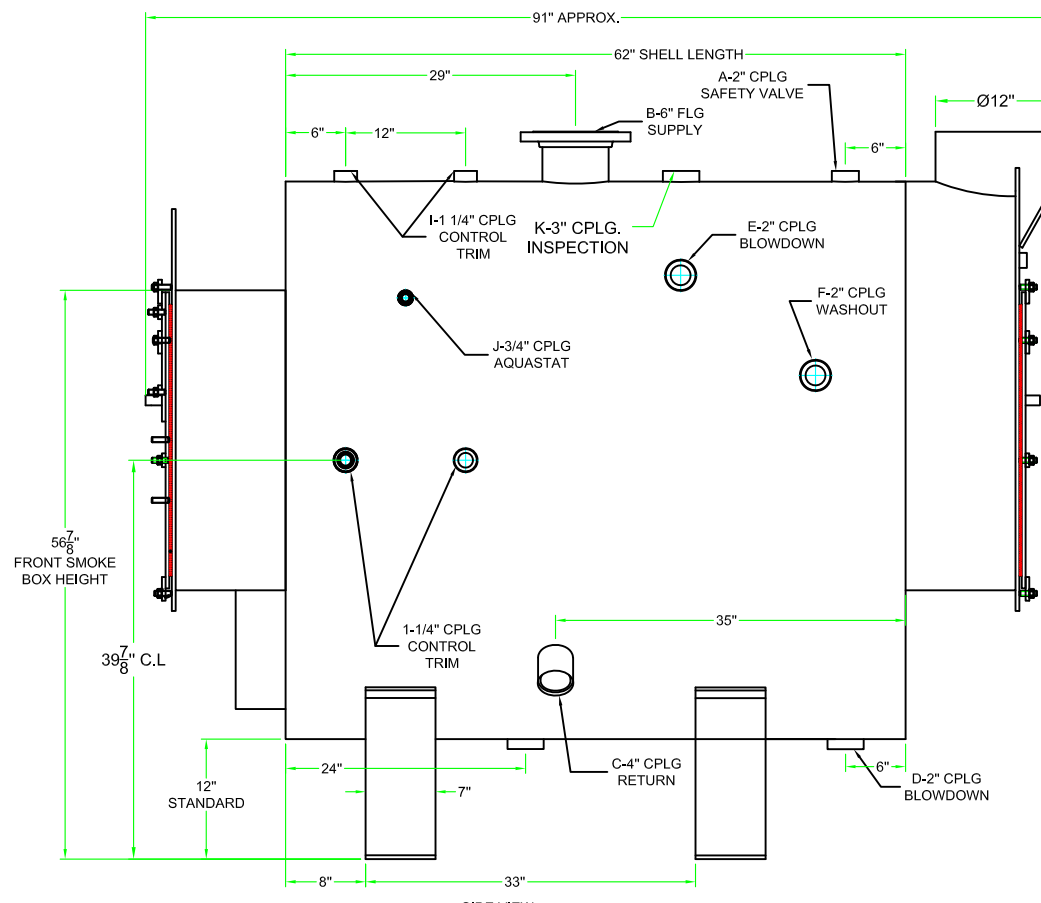 91" APPROX.
62" SHELL LENGTH
29"
A-2" CPLG
SAFETY VALVE
Ø12"
B-6" FLG
SUPPLY
6"
12"
6"
I-1 1/4" CPLG
CONTROL
TRIM
K-3" CPLG.
INSPECTION
E-2" CPLG
BLOWDOWN
F-2" CPLG
WASHOUT
J-3/4" CPLG
AQUASTAT
56 7/8"
FRONT SMOKE
BOX HEIGHT
35"
1-1/4" CPLG
CONTROL
TRIM
39 7/8" C.L
24"
C-4" CPLG
RETURN
6"
D-2" CPLG
BLOWDOWN
12"
STANDARD
7"
8"
33"